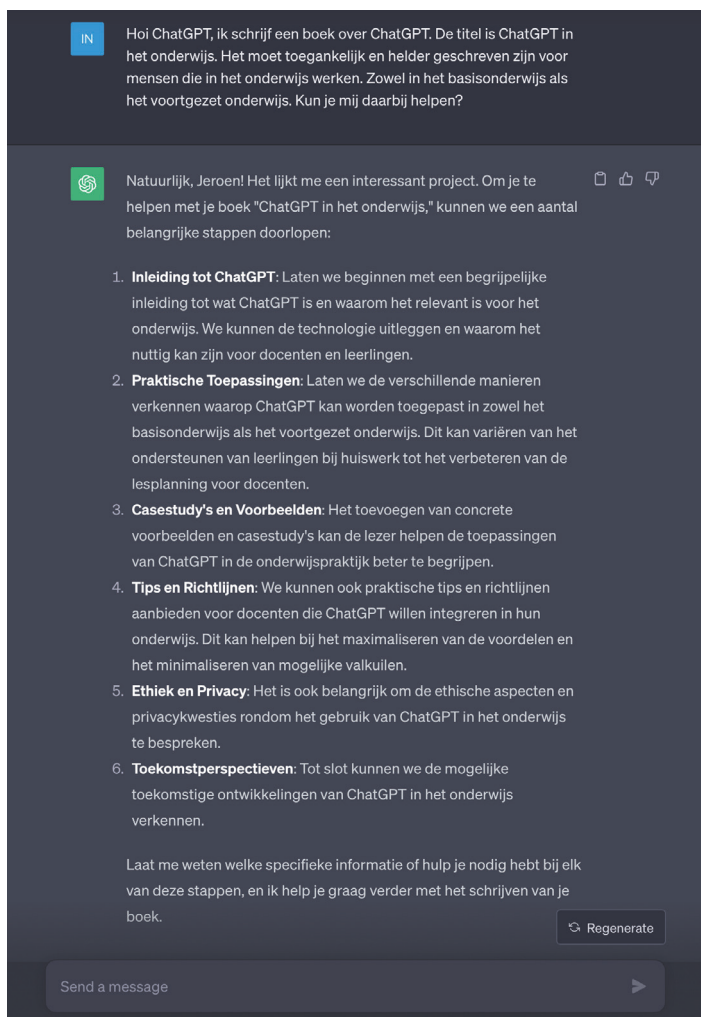 IN
Hoi ChatGPT, ik schrijf een boek over ChatGPT. De titel is ChatGPT in
het onderwijs. Het moet toegankelijk en helder geschreven zijn voor
mensen die in het onderwijs werken. Zowel in het basisonderwijs als
het voortgezet onderwijs. Kun je mij daarbij helpen?
Natuurlijk, Jeroen! Het lijkt me een interessant project. Om je te
helpen met je boek "ChatGPT in het onderwijs," kunnen we een aantal
belangrijke stappen doorlopen:
1. Inleiding tot ChatGPT: Laten we beginnen met een begrijpelijke
inleiding tot wat ChatGPT is en waarom het relevant is voor het
onderwijs. We kunnen de technologie uitleggen en waarom het
nuttig kan zijn voor docenten en leerlingen.
2. Praktische Toepassingen: Laten we de verschillende manieren
verkennen waarop ChatGPT kan worden toegepast in zowel het
basisonderwijs als het voortgezet onderwijs. Dit kan variëren van het
ondersteunen van leerlingen bij huiswerk tot het verbeteren van de
lesplanning voor docenten.
3. Casestudy's en Voorbeelden: Het toevoegen van concrete
voorbeelden en casestudy's kan de lezer helpen de toepassingen
van ChatGPT in de onderwijspraktijk beter te begrijpen.
4. Tips en Richtlijnen: We kunnen ook praktische tips en richtlijnen
aanbieden voor docenten die ChatGPT willen integreren in hun
onderwijs. Dit kan helpen bij het maximaliseren van de voordelen en
het minimaliseren van mogelijke valkuilen.
5. Ethiek en Privacy: Het is ook belangrijk om de ethische aspecten en
privacykwesties rondom het gebruik van ChatGPT in het onderwijs
te bespreken.
6. Toekomstperspectieven: Tot slot kunnen we de mogelijke
toekomstige ontwikkelingen van ChatGPT in het onderwijs
verkennen.
Laat me weten welke specifieke informatie of hulp je nodig hebt bij elk
van deze stappen, en ik help je graag verder met het schrijven van je
boek.
Regenerate
Send a message